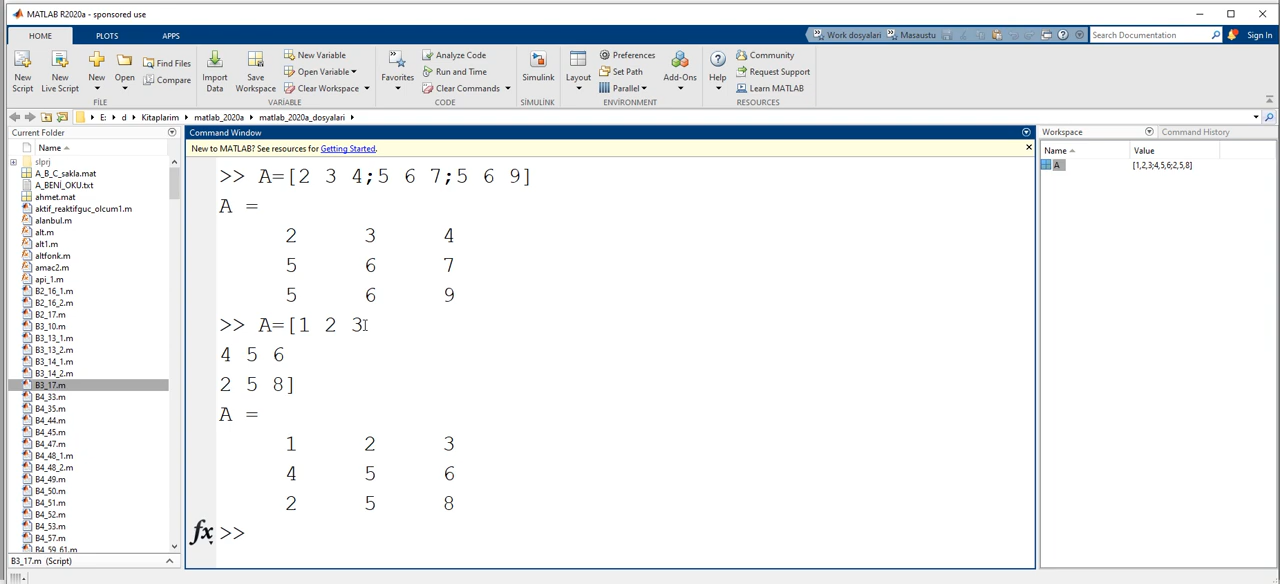 MATLAB R2020a - sponsored use
HOME PLOTS APPS
Work dosyalari Masaustu Search Documentation Sign In
New Script
New Live Script
New
Open
Find Files
Compare
Import Data
Save Workspace
New Variable
Open Variable
Clear Workspace
Favorites
Analyze Code
Run and Time
Clear Commands
Simulink
Layout
Preferences
Set Path
Parallel
Add-Ons
Help
Community
Request Support
Learn MATLAB
FILE VARIABLE CODE SIMULINK ENVIRONMENT RESOURCES
E: d Kitaplarim matlab_2020a matlab_2020a_dosyalari
Current Folder
Name
slprj
A_B_C_sakla.mat
A_BENİ_OKU.txt
ahmet.mat
aktif_reaktifguc_olcum1.m
alanbul.m
alt.m
alt1.m
altfonk.m
amac2.m
api_1.m
B2_16_1.m
B2_16_2.m
B2_17.m
B3_10.m
B3_13_1.m
B3_13_2.m
B3_14_1.m
B3_14_2.m
B3_17.m
B4_33.m
B4_35.m
B4_44.m
B4_45.m
B4_47.m
B4_48_1.m
B4_48_2.m
B4_49.m
B4_50.m
B4_51.m
B4_52.m
B4_53.m
B4_57.m
B4_59_61.m
B3_17.m (Script)
Command Window
New to MATLAB? See resources for Getting Started.
>> A=[2 3 4;5 6 7;5 6 9]
A =
2 3 4
5 6 7
5 6 9
>> A=[1 2 3
4 5 6
2 5 8]
A =
1 2 3
4 5 6
2 5 8
fx >>
Workspace Command History
Name Value
A [1,2,3;4,5,6;2,5,8]